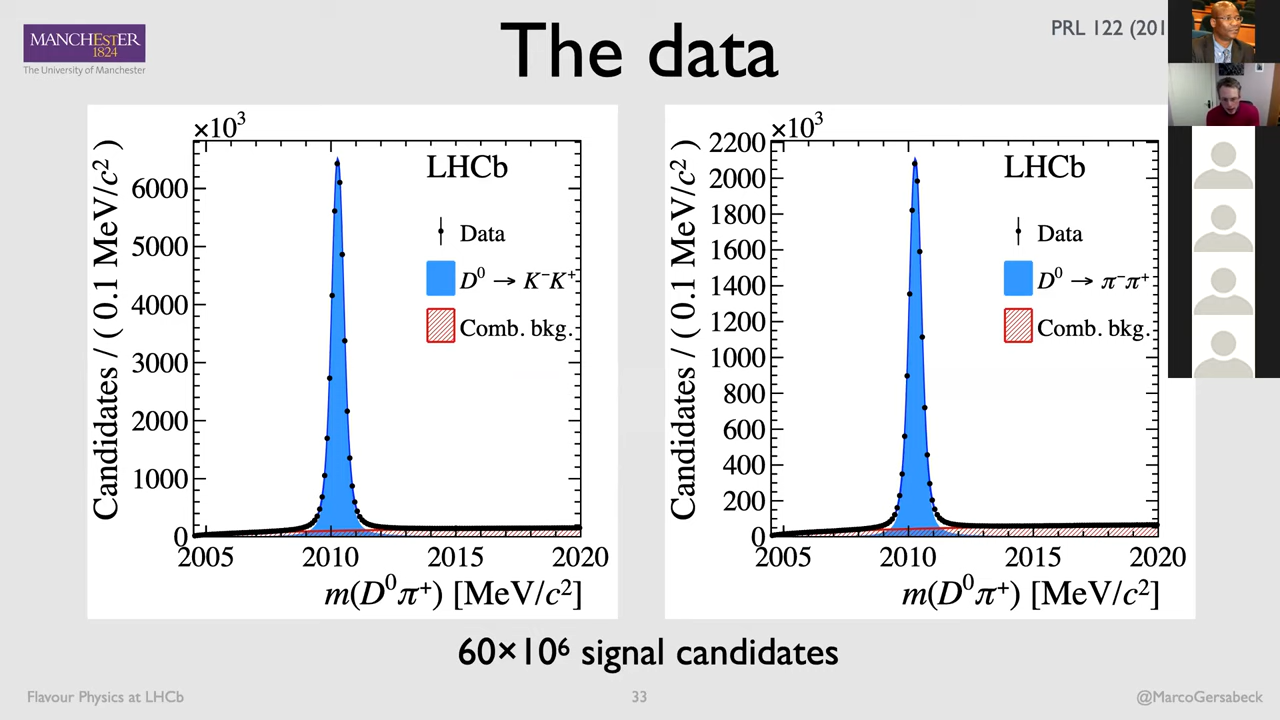 MANCHESTER
1824
The University of Manchester
The data
PRL 122 (201
×10³
Candidates / ( 0.1 MeV/c² )
6000
5000
4000
3000
2000
1000
0
LHCb
Data
D⁰ → K⁻K⁺
Comb. bkg.
2005 2010 2015 2020
m(D⁰π⁺) [MeV/c²]
×10³
Candidates / ( 0.1 MeV/c² )
2200
2000
1800
1600
1400
1200
1000
800
600
400
200
0
LHCb
Data
D⁰ → π⁻π⁺
Comb. bkg.
2005 2010 2015 2020
m(D⁰π⁺) [MeV/c²]
60×10⁶ signal candidates
Flavour Physics at LHCb
33
@MarcoGersabeck